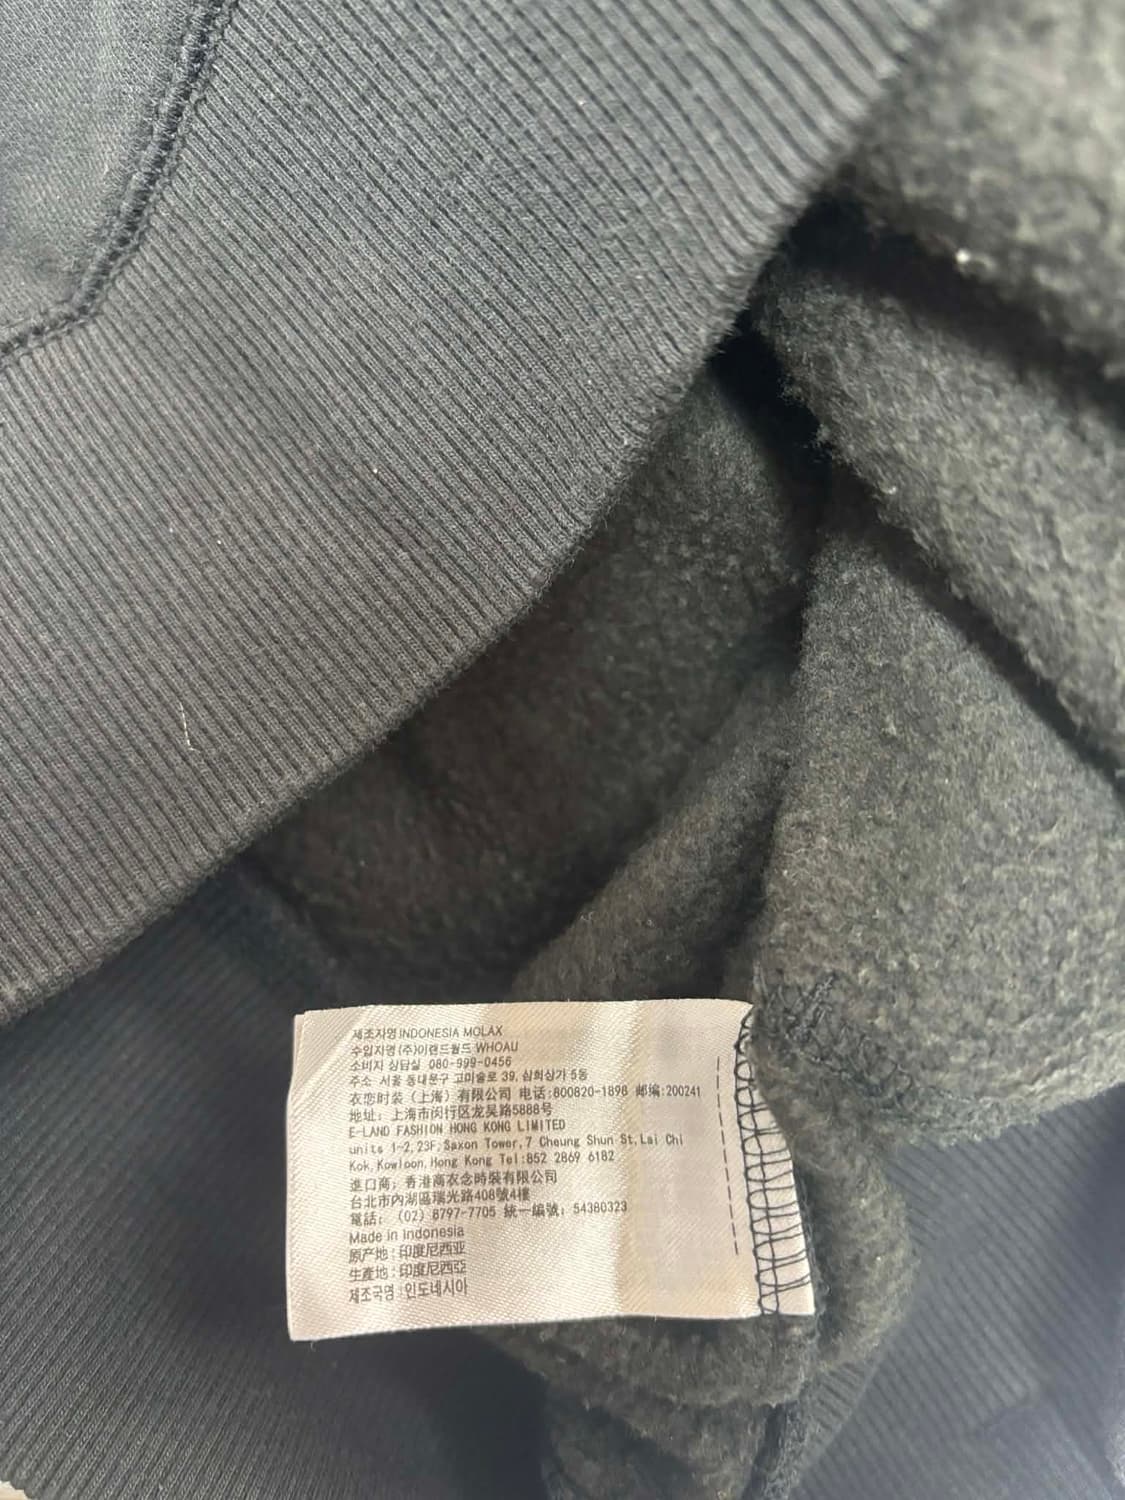 제조자명 INDONESIA MOLAX
수입자명 (주)이랜드월드 WHOAU
소비자 상담실 080-999-0456
주소 서울 동대문구 고미술로 39, 삼희상가 5동
衣恋时装（上海）有限公司 电话:800820-1898 邮编:200241
地址: 上海市闵行区龙吴路5888号
E-LAND FASHION HONG KONG LIMITED
units 1-2,23F,Saxon Tower,7 Cheung Shun St,Lai Chi
Kok,Kowloon,Hong Kong Tel:852 2869 6182
進口商: 香港商衣念時裝有限公司
台北市內湖區瑞光路408號4樓
電話: (02) 8797-7705 統一編號: 54380323
Made in Indonesia
原产地:印度尼西亚
生產地:印度尼西亞
제조국명:인도네시아